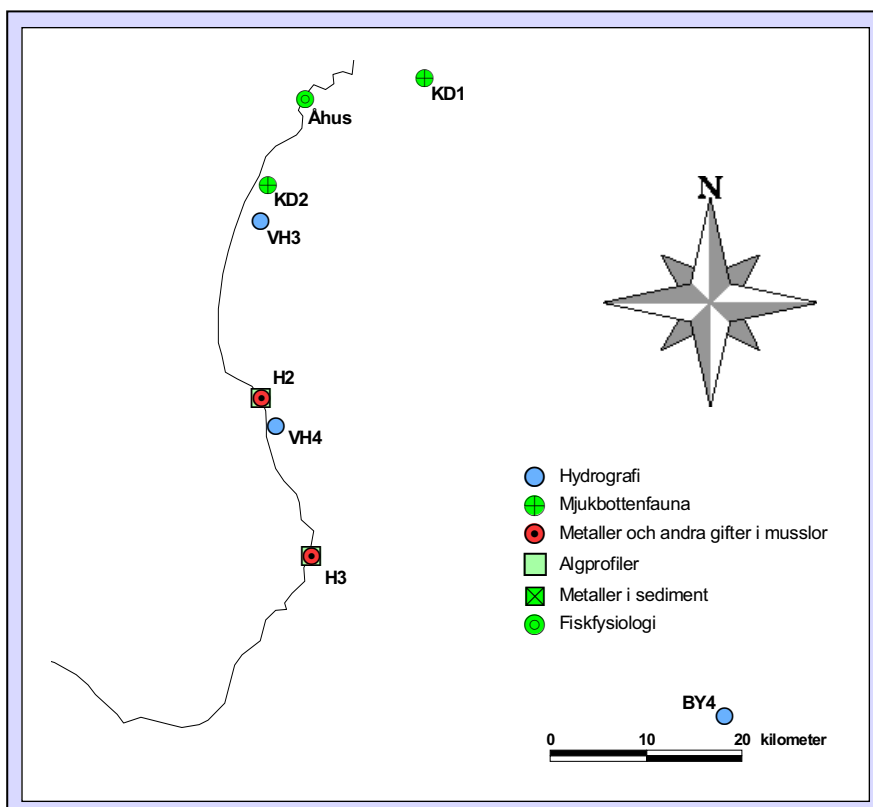 KD1
Åhus
N
KD2
VH3
H2
VH4
Hydrografi
Mjukbottenfauna
Metaller och andra gifter i musslor
H3
Algprofiler
Metaller i sediment
Fiskfysiologi
BY4
0 10 20 kilometer